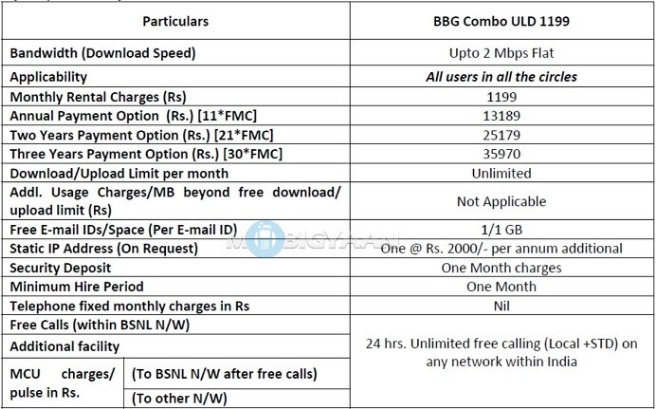 Particulars BBG Combo ULD 1199
Bandwidth (Download Speed) Upto 2 Mbps Flat
Applicability All users in all the circles
Monthly Rental Charges (Rs) 1199
Annual Payment Option (Rs.) [11*FMC] 13189
Two Years Payment Option (Rs.) [21*FMC] 25179
Three Years Payment Option (Rs.) [30*FMC] 35970
Download/Upload Limit per month Unlimited
Addl. Usage Charges/MB beyond free download/
upload limit (Rs) Not Applicable
Free E-mail IDs/Space (Per E-mail ID) 1/1 GB
MOBIGYAAN
Static IP Address (On Request) One @ Rs. 2000/- per annum additional
Security Deposit One Month charges
Minimum Hire Period One Month
Telephone fixed monthly charges in Rs Nil
Free Calls (within BSNL N/W)
Additional facility
24 hrs. Unlimited free calling (Local +STD) on
any network within India
MCU charges/
pulse in Rs.
(To BSNL N/W after free calls)
(To other N/W)